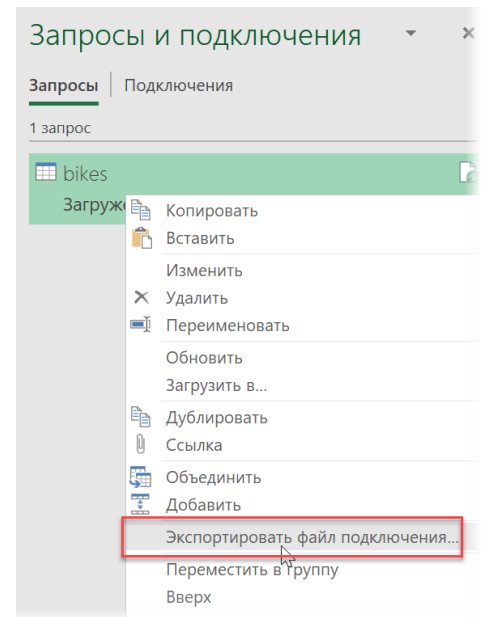 Запросы и подключения
Запросы
Подключения
1 запрос
bikes
Копировать
Вставить
Изменить
Удалить
Переименовать
Обновить
Загрузить в...
Дублировать
Ссылка
Объединить
Добавить
Экспортировать файл подключения...
Переместить в группу
Вверх